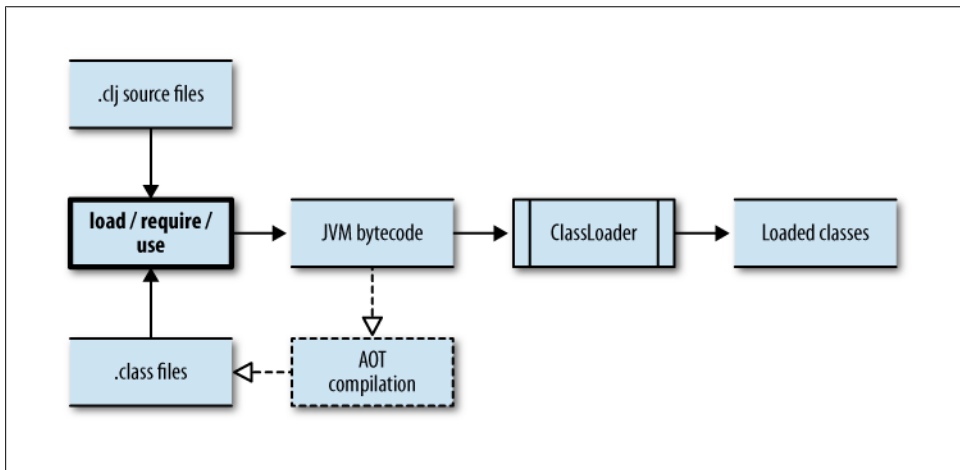 .clj source files
load / require /
use
JVM bytecode
ClassLoader
Loaded classes
.class files
AOT
compilation